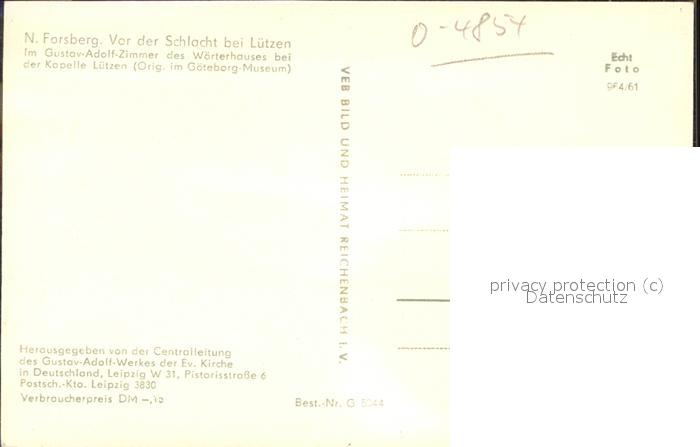 N. Forsberg. Vor der Schlacht bei Lützen
Im Gustav-Adolf-Zimmer des Wörterhauses bei
der Kapelle Lützen (Orig. im Göteborg-Museum)
0-4854
Echt
Foto
9F4/61
VEB BILD UND HEIMAT REICHENBACH I. V.
privacy protection (c)
Datenschutz
Herausgegeben von der Centralleitung
des Gustav-Adolf-Werkes der Ev. Kirche
in Deutschland, Leipzig W 31, Pistorisstraße 6
Postsch.-Kto. Leipzig 3830
Verbraucherpreis DM
Best.-Nr. G